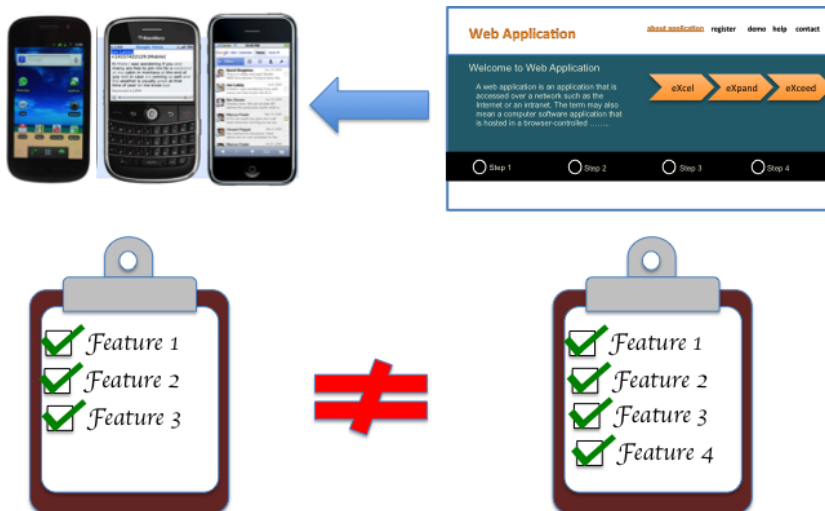 Web Application
about application register demo help contact
Welcome to Web Application
A web application is an application that is
accessed over a network such as the
Internet or an intranet. The term may also
mean a computer software application that
is hosted in a browser-controlled ........
eXcel eXpand eXceed
Step 1 Step 2 Step 3 Step 4
BlackBerry
Feature 1
Feature 2
Feature 3
Feature 1
Feature 2
Feature 3
Feature 4